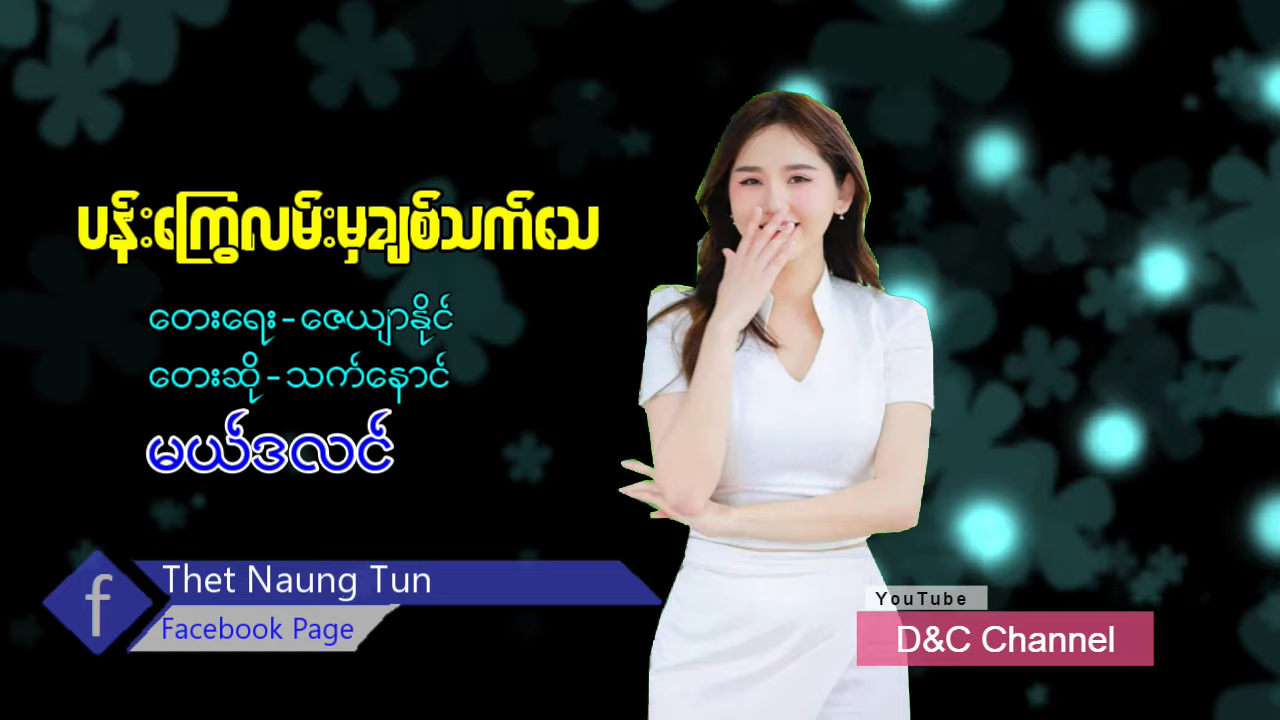 ပန်းကြွေလမ်းမှချစ်သက်သေ
တေးရေး - ဇေယျာနိုင်
တေးဆို - သက်နောင်
မယ်ဒလင်
f
Thet Naung Tun
Facebook Page
YouTube
D&C Channel